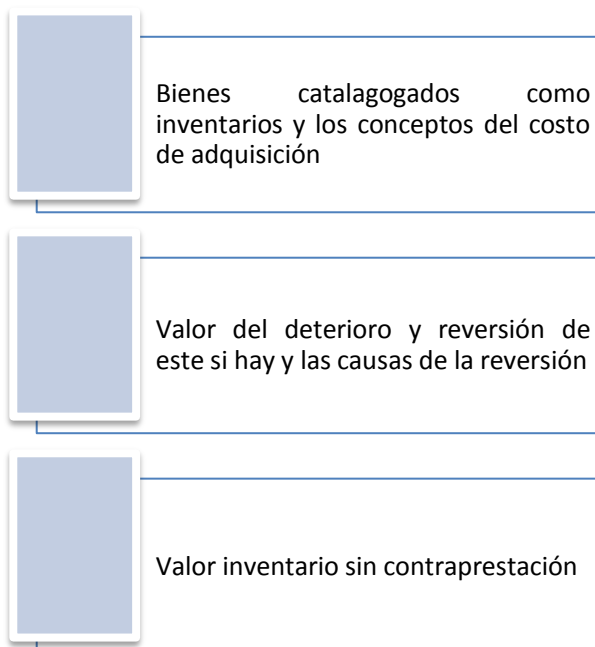 Bienes catalagogados como
inventarios y los conceptos del costo
de adquisición
Valor del deterioro y reversión de
este si hay y las causas de la reversión
Valor inventario sin contraprestación